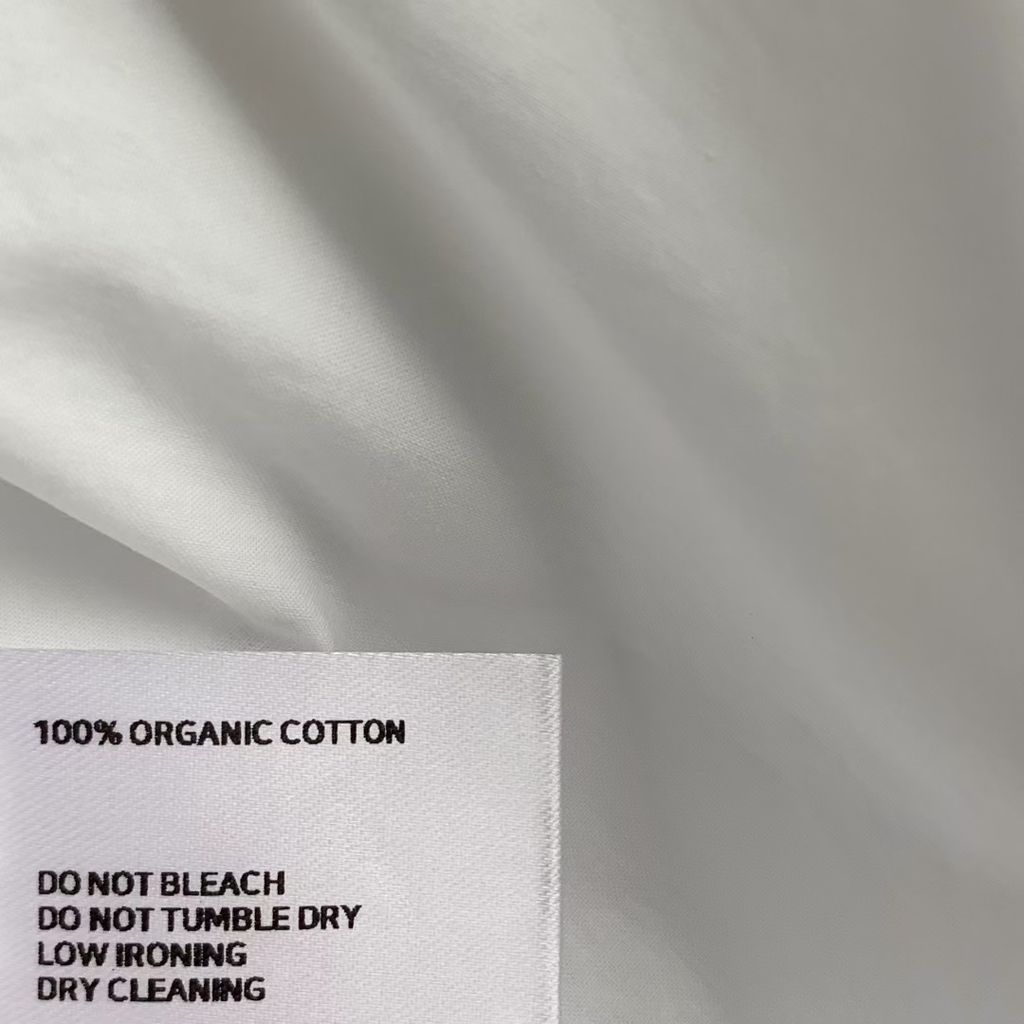 100% ORGANIC COTTON
DO NOT BLEACH
DO NOT TUMBLE DRY
LOW IRONING
DRY CLEANING